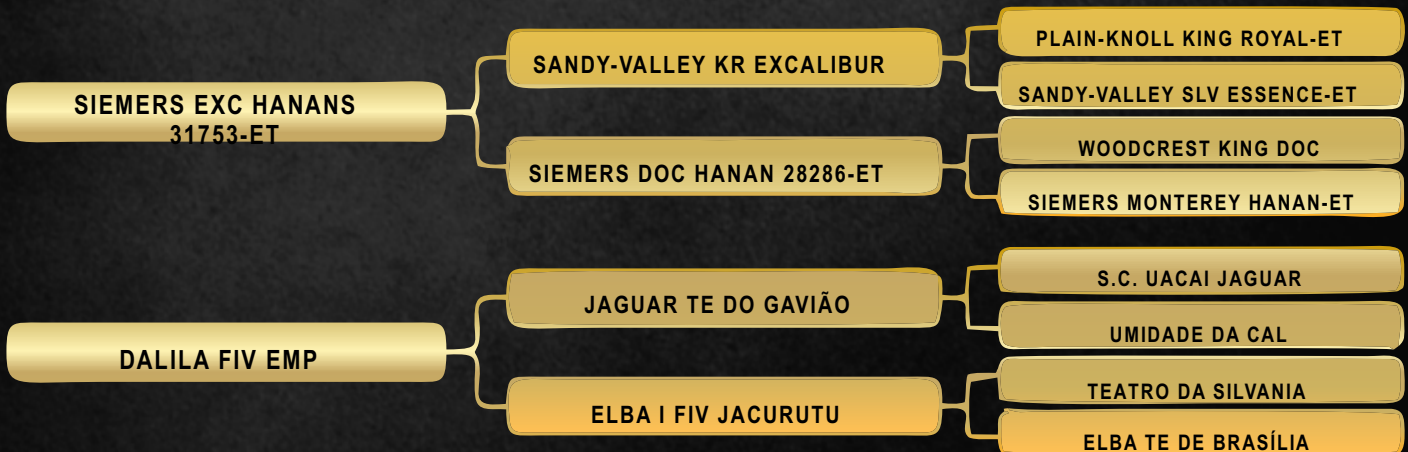 PLAIN-KNOLL KING ROYAL-ET
SANDY-VALLEY KR EXCALIBUR
SANDY-VALLEY SLV ESSENCE-ET
SIEMERS EXC HANANS
31753-ET
WOODCREST KING DOC
SIEMERS DOC HANAN 28286-ET
SIEMERS MONTEREY HANAN-ET
S.C. UACAI JAGUAR
JAGUAR TE DO GAVIÃO
UMIDADE DA CAL
DALILA FIV EMP
TEATRO DA SILVANIA
ELBA I FIV JACURUTU
ELBA TE DE BRASÍLIA